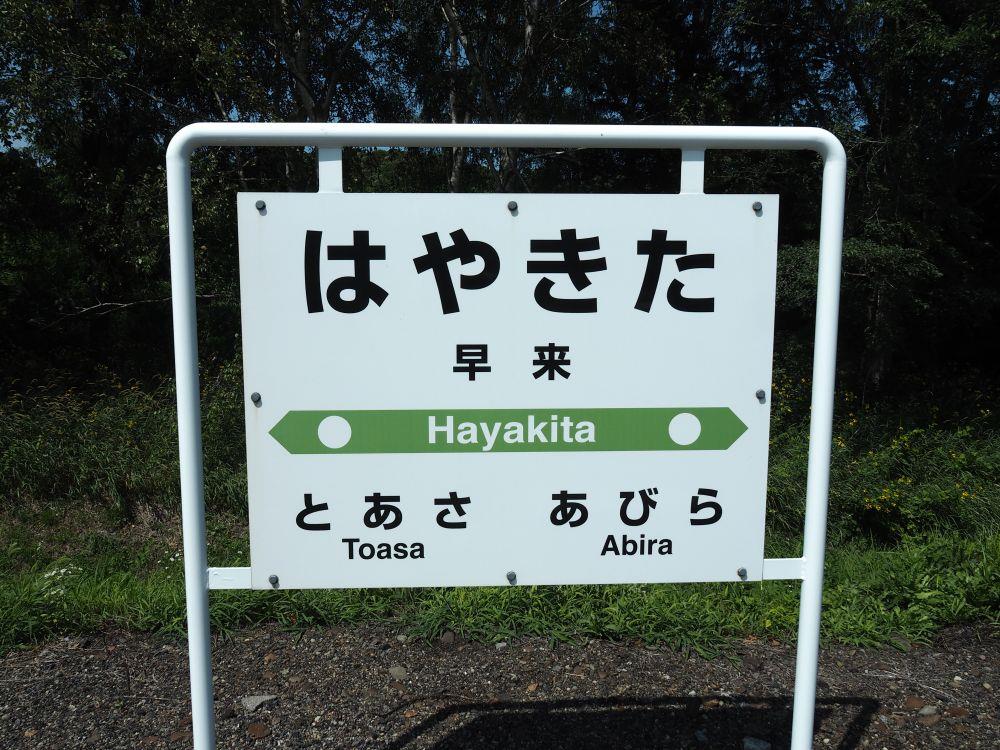 はやきた
早来
Hayakita
とあさ あびら
Toasa Abira